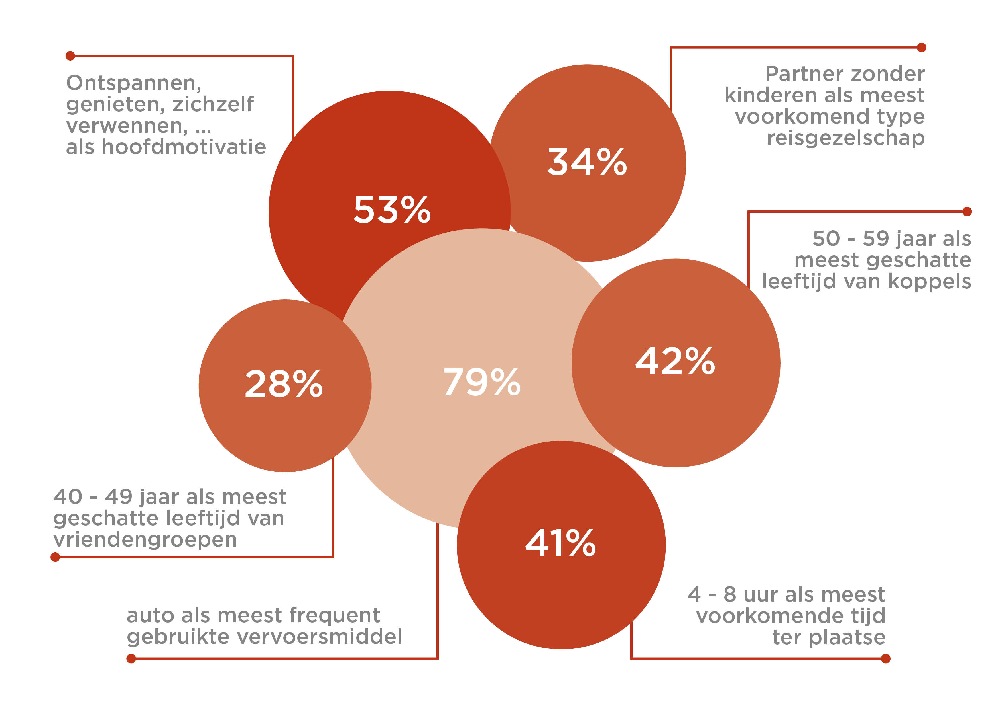 Ontspannen,
genieten, zichzelf
verwennen, ...
als hoofdmotivatie
53%
Partner zonder
kinderen als meest
voorkomend type
reisgezelschap
34%
50 - 59 jaar als
meest geschatte
leeftijd van koppels
42%
28%
40 - 49 jaar als meest
geschatte leeftijd van
vriendengroepen
79%
auto als meest frequent
gebruikte vervoersmiddel
41%
4 - 8 uur als meest
voorkomende tijd
ter plaatse